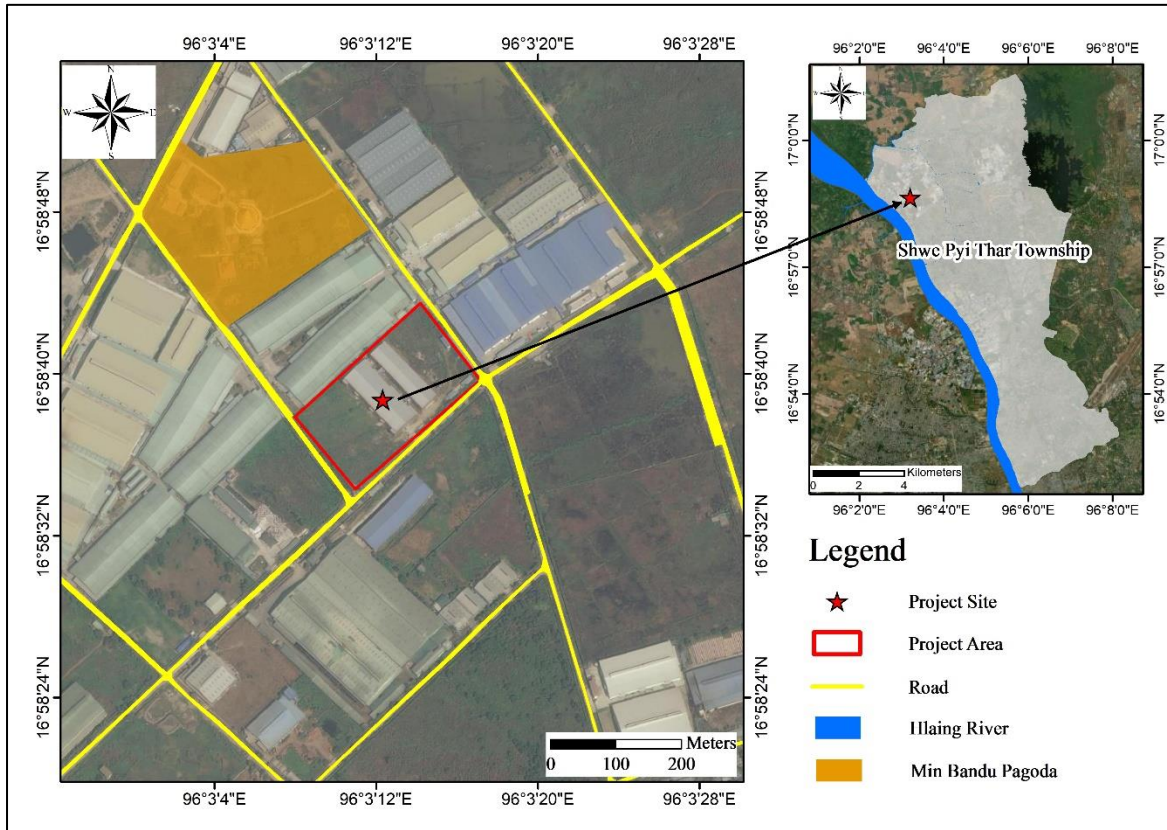 96°3'4"E 96°3'12"E 96°3'20"E 96°3'28"E
N
W E
S
16°58'48"N
16°58'40"N
16°58'32"N
16°58'24"N
16°58'48"N
16°58'40"N
16°58'32"N
16°58'24"N
Meters
0 100 200
96°3'4"E 96°3'12"E 96°3'20"E 96°3'28"E
96°2'0"E 96°4'0"E 96°6'0"E 96°8'0"E
N
W E
S
17°0'0"N
16°57'0"N
16°54'0"N
17°0'0"N
16°57'0"N
16°54'0"N
Shwe Pyi Thar Township
Kilometers
0 2 4
96°2'0"E 96°4'0"E 96°6'0"E 96°8'0"E
Legend
Project Site
Project Area
Road
Hlaing River
Min Bandu Pagoda